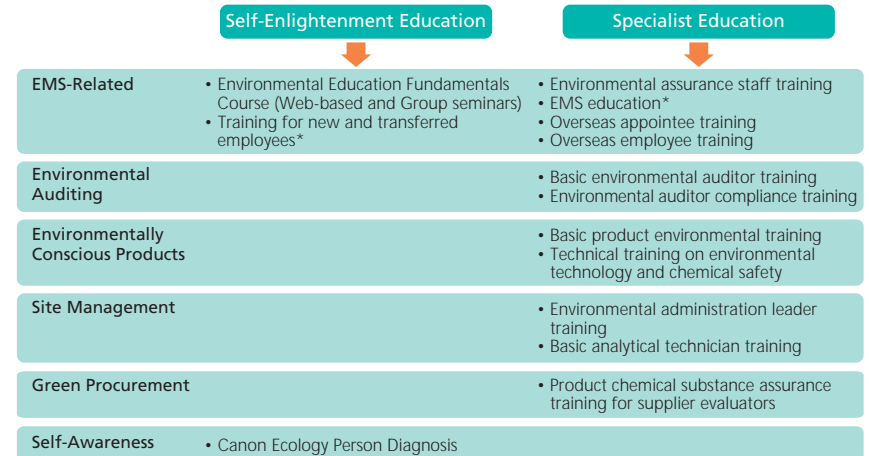 Self-Enlightenment Education
Specialist Education
EMS-Related
• Environmental Education Fundamentals
Course (Web-based and Group seminars)
• Training for new and transferred
employees*
• Environmental assurance staff training
• EMS education*
• Overseas appointee training
• Overseas employee training
Environmental
Auditing
• Basic environmental auditor training
• Environmental auditor compliance training
Environmentally
Conscious Products
• Basic product environmental training
• Technical training on environmental
technology and chemical safety
Site Management
• Environmental administration leader
training
• Basic analytical technician training
Green Procurement
• Product chemical substance assurance
training for supplier evaluators
Self-Awareness
• Canon Ecology Person Diagnosis